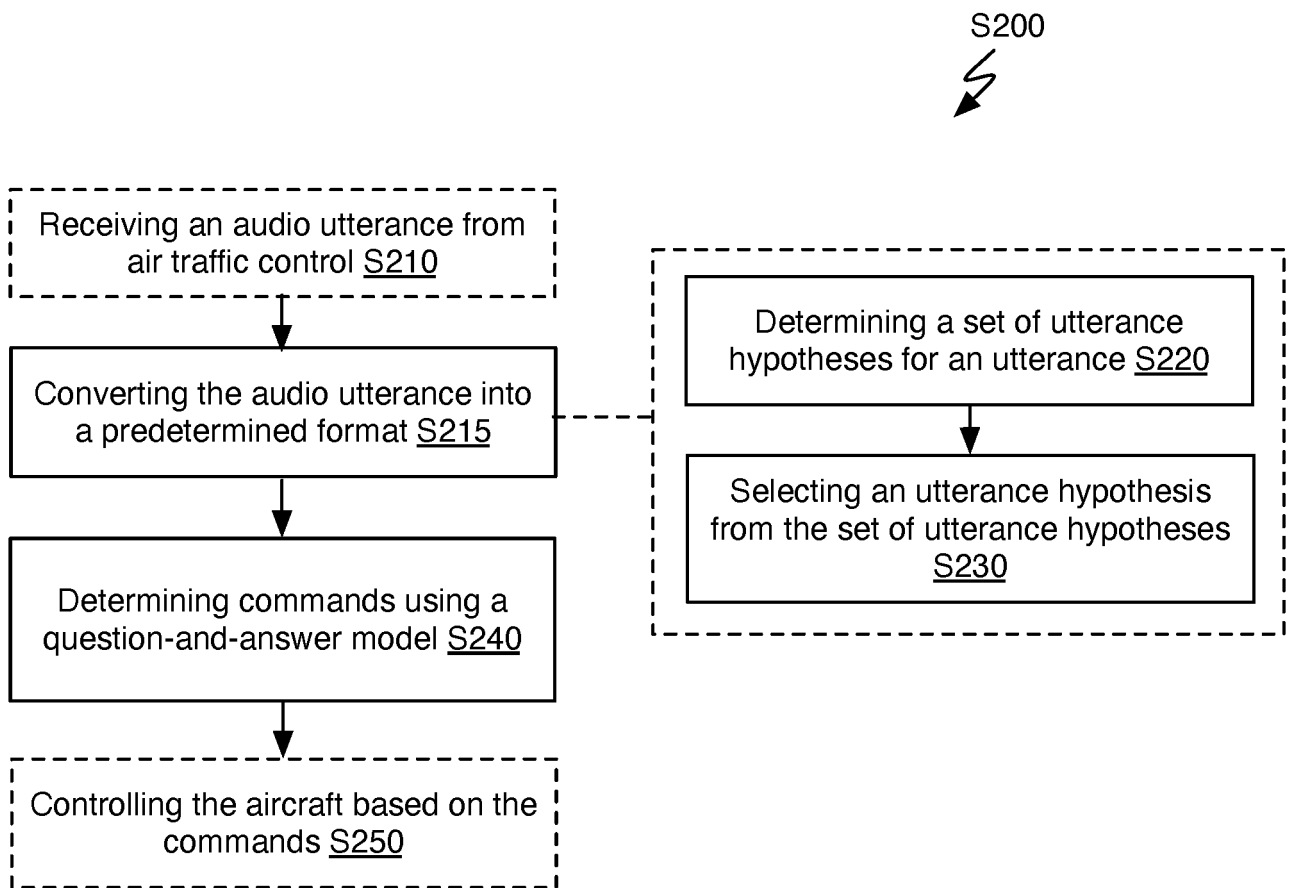 S200
Receiving an audio utterance from
air traffic control S210
Converting the audio utterance into
a predetermined format S215
Determining a set of utterance
hypotheses for an utterance S220
Selecting an utterance hypothesis
from the set of utterance hypotheses
S230
Determining commands using a
question-and-answer model S240
Controlling the aircraft based on the
commands S250